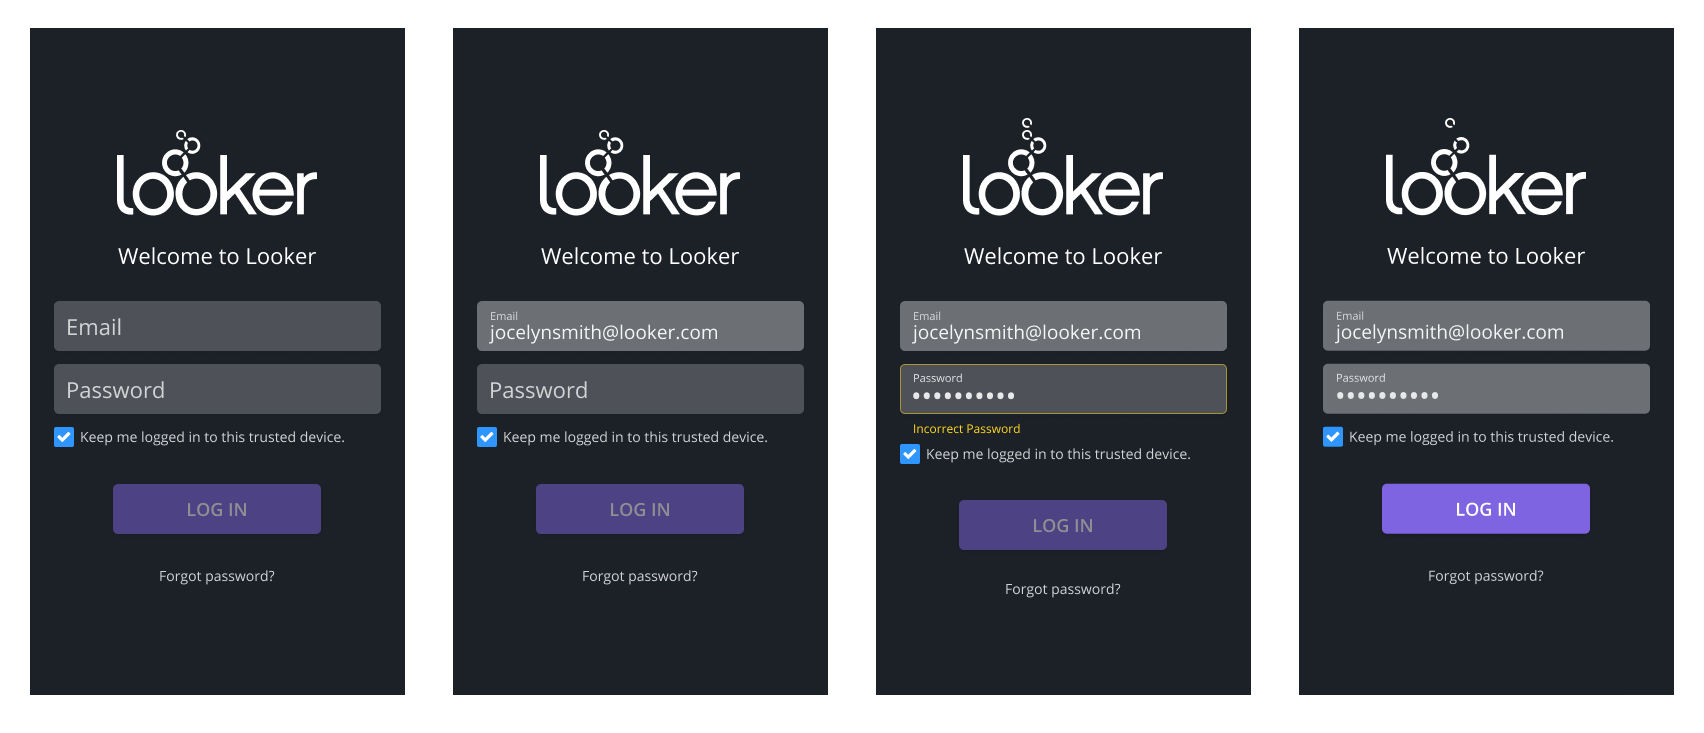 looker
Welcome to Looker
Email
Password
Keep me logged in to this trusted device.
LOG IN
Forgot password?
looker
Welcome to Looker
Email
jocelynsmith@looker.com
Password
Keep me logged in to this trusted device.
LOG IN
Forgot password?
looker
Welcome to Looker
Email
jocelynsmith@looker.com
Password
••••••••••
Incorrect Password
Keep me logged in to this trusted device.
LOG IN
Forgot password?
looker
Welcome to Looker
Email
jocelynsmith@looker.com
Password
••••••••••
Keep me logged in to this trusted device.
LOG IN
Forgot password?